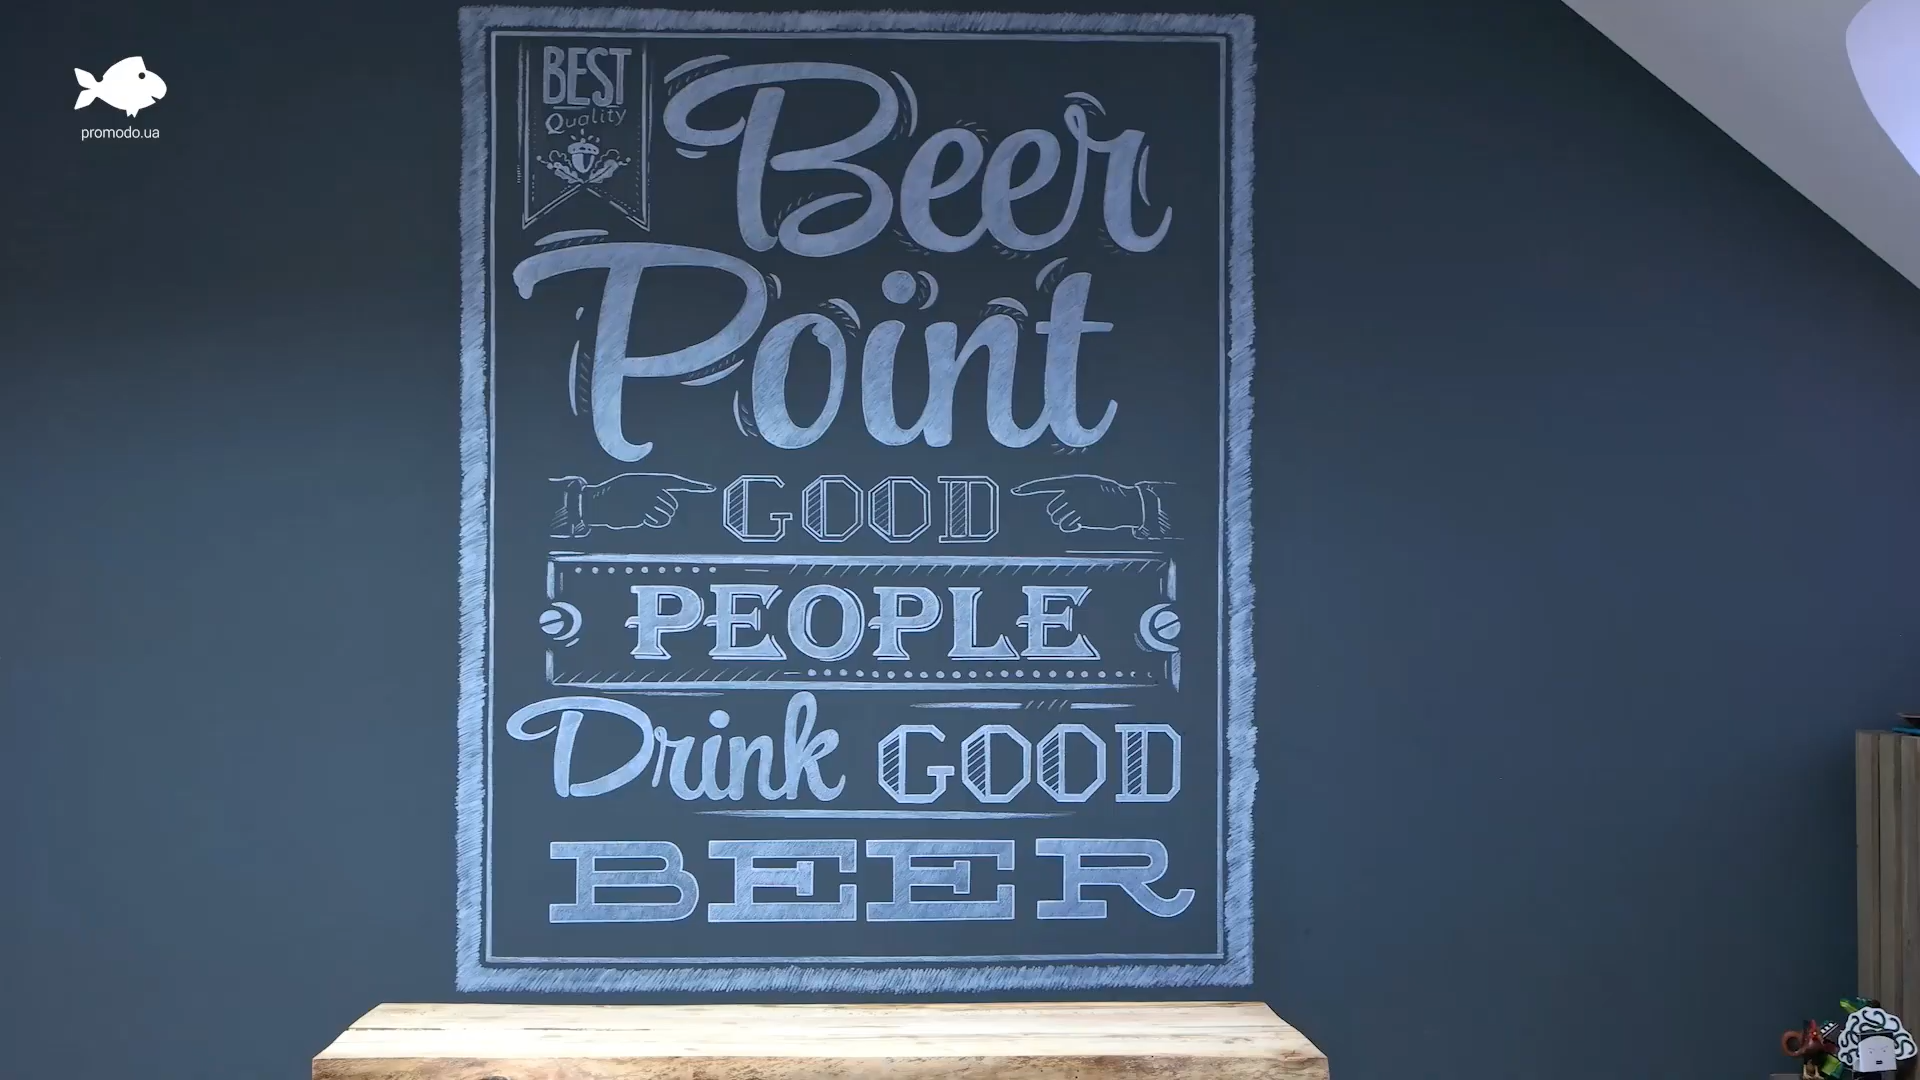 promodo.ua
BEST
Quality
Beer
Point
GOOD
PEOPLE
Drink GOOD
BEER